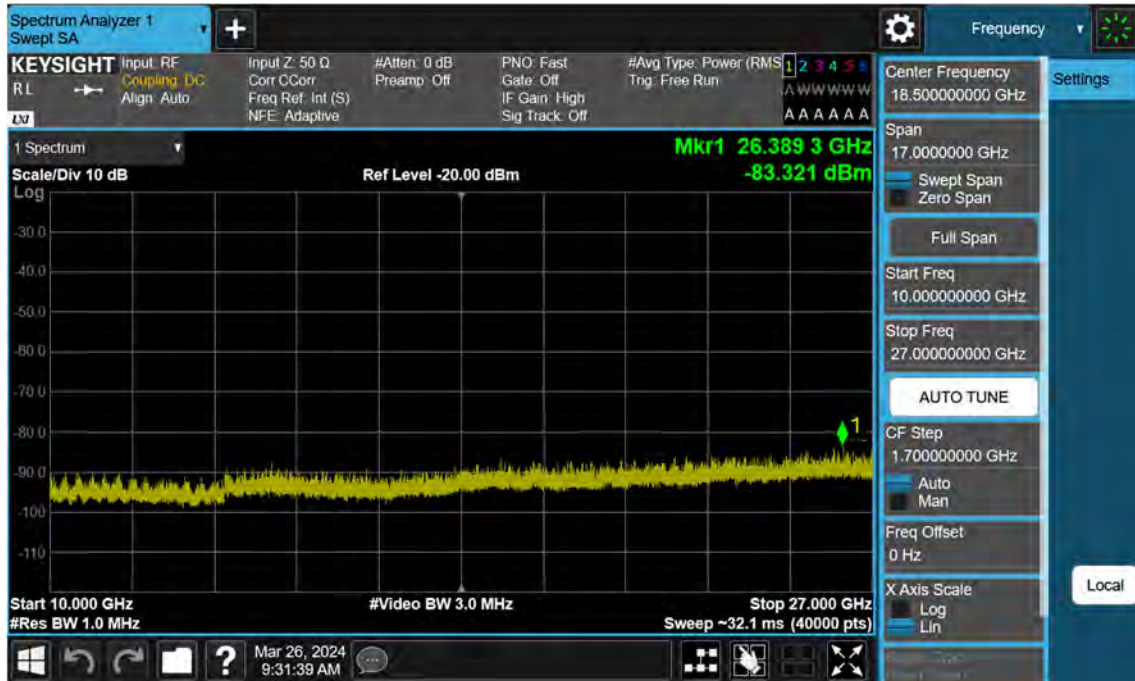 Spectrum Analyzer 1
Swept SA
Frequency
KEYSIGHT
R L
LXI
Input: RF
Coupling: DC
Align: Auto
Input Z: 50 Ω
Corr CCorr
Freq Ref: Int (S)
NFE: Adaptive
#Atten: 0 dB
Preamp: Off
PNO: Fast
Gate: Off
IF Gain: High
Sig Track: Off
#Avg Type: Power (RMS
Trig: Free Run
1 2 3 4 5 6
A W W W W W
A A A A A A
1 Spectrum
Mkr1 26.389 3 GHz
Scale/Div 10 dB
Ref Level -20.00 dBm
-83.321 dBm
Log
-30.0
-40.0
-50.0
-60.0
-70.0
-80.0
-90.0
-100
-110
1
Start 10.000 GHz
#Video BW 3.0 MHz
Stop 27.000 GHz
#Res BW 1.0 MHz
Sweep ~32.1 ms (40000 pts)
Center Frequency
18.500000000 GHz
Settings
Span
17.0000000 GHz
Swept Span
Zero Span
Full Span
Start Freq
10.000000000 GHz
Stop Freq
27.000000000 GHz
AUTO TUNE
CF Step
1.700000000 GHz
Auto
Man
Freq Offset
0 Hz
X Axis Scale
Log
Lin
Local
?
Mar 26, 2024
9:31:39 AM